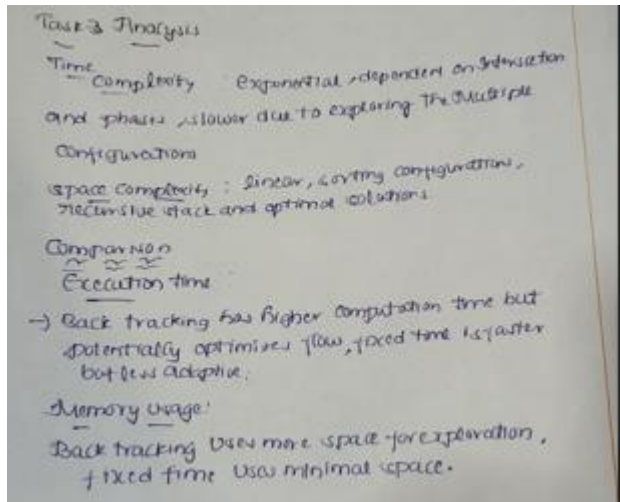 Task 3 Analysis
Time
Complexity exponential, dependent on Intersection
and phases, slower due to exploring The Multiple
Configurations
space Complexity : linear, sorting configurations,
recursive stack and optimal solutions
Comparison
Execution time
→ Back tracking has higher computation time but
potentially optimizes flow, fixed time is faster
but less adaptive.
Memory usage:
Back tracking uses more space for exploration,
fixed time uses minimal space.